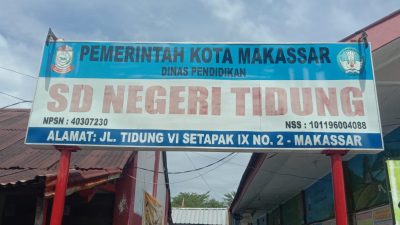 PEMERINTAH KOTA MAKASSAR
DINAS PENDIDIKAN
SD NEGERI TIDUNG
NPSN : 40307230 NSS : 101196004088
ALAMAT: JL. TIDUNG VI SETAPAK IX NO. 2 - MAKASSAR